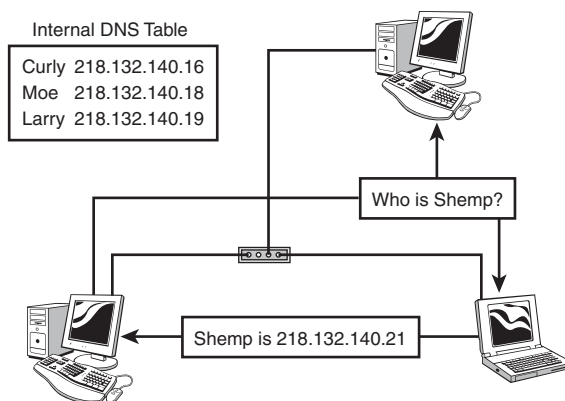 Internal DNS Table
Curly 218.132.140.16
Moe 218.132.140.18
Larry 218.132.140.19
Who is Shemp?
Shemp is 218.132.140.21